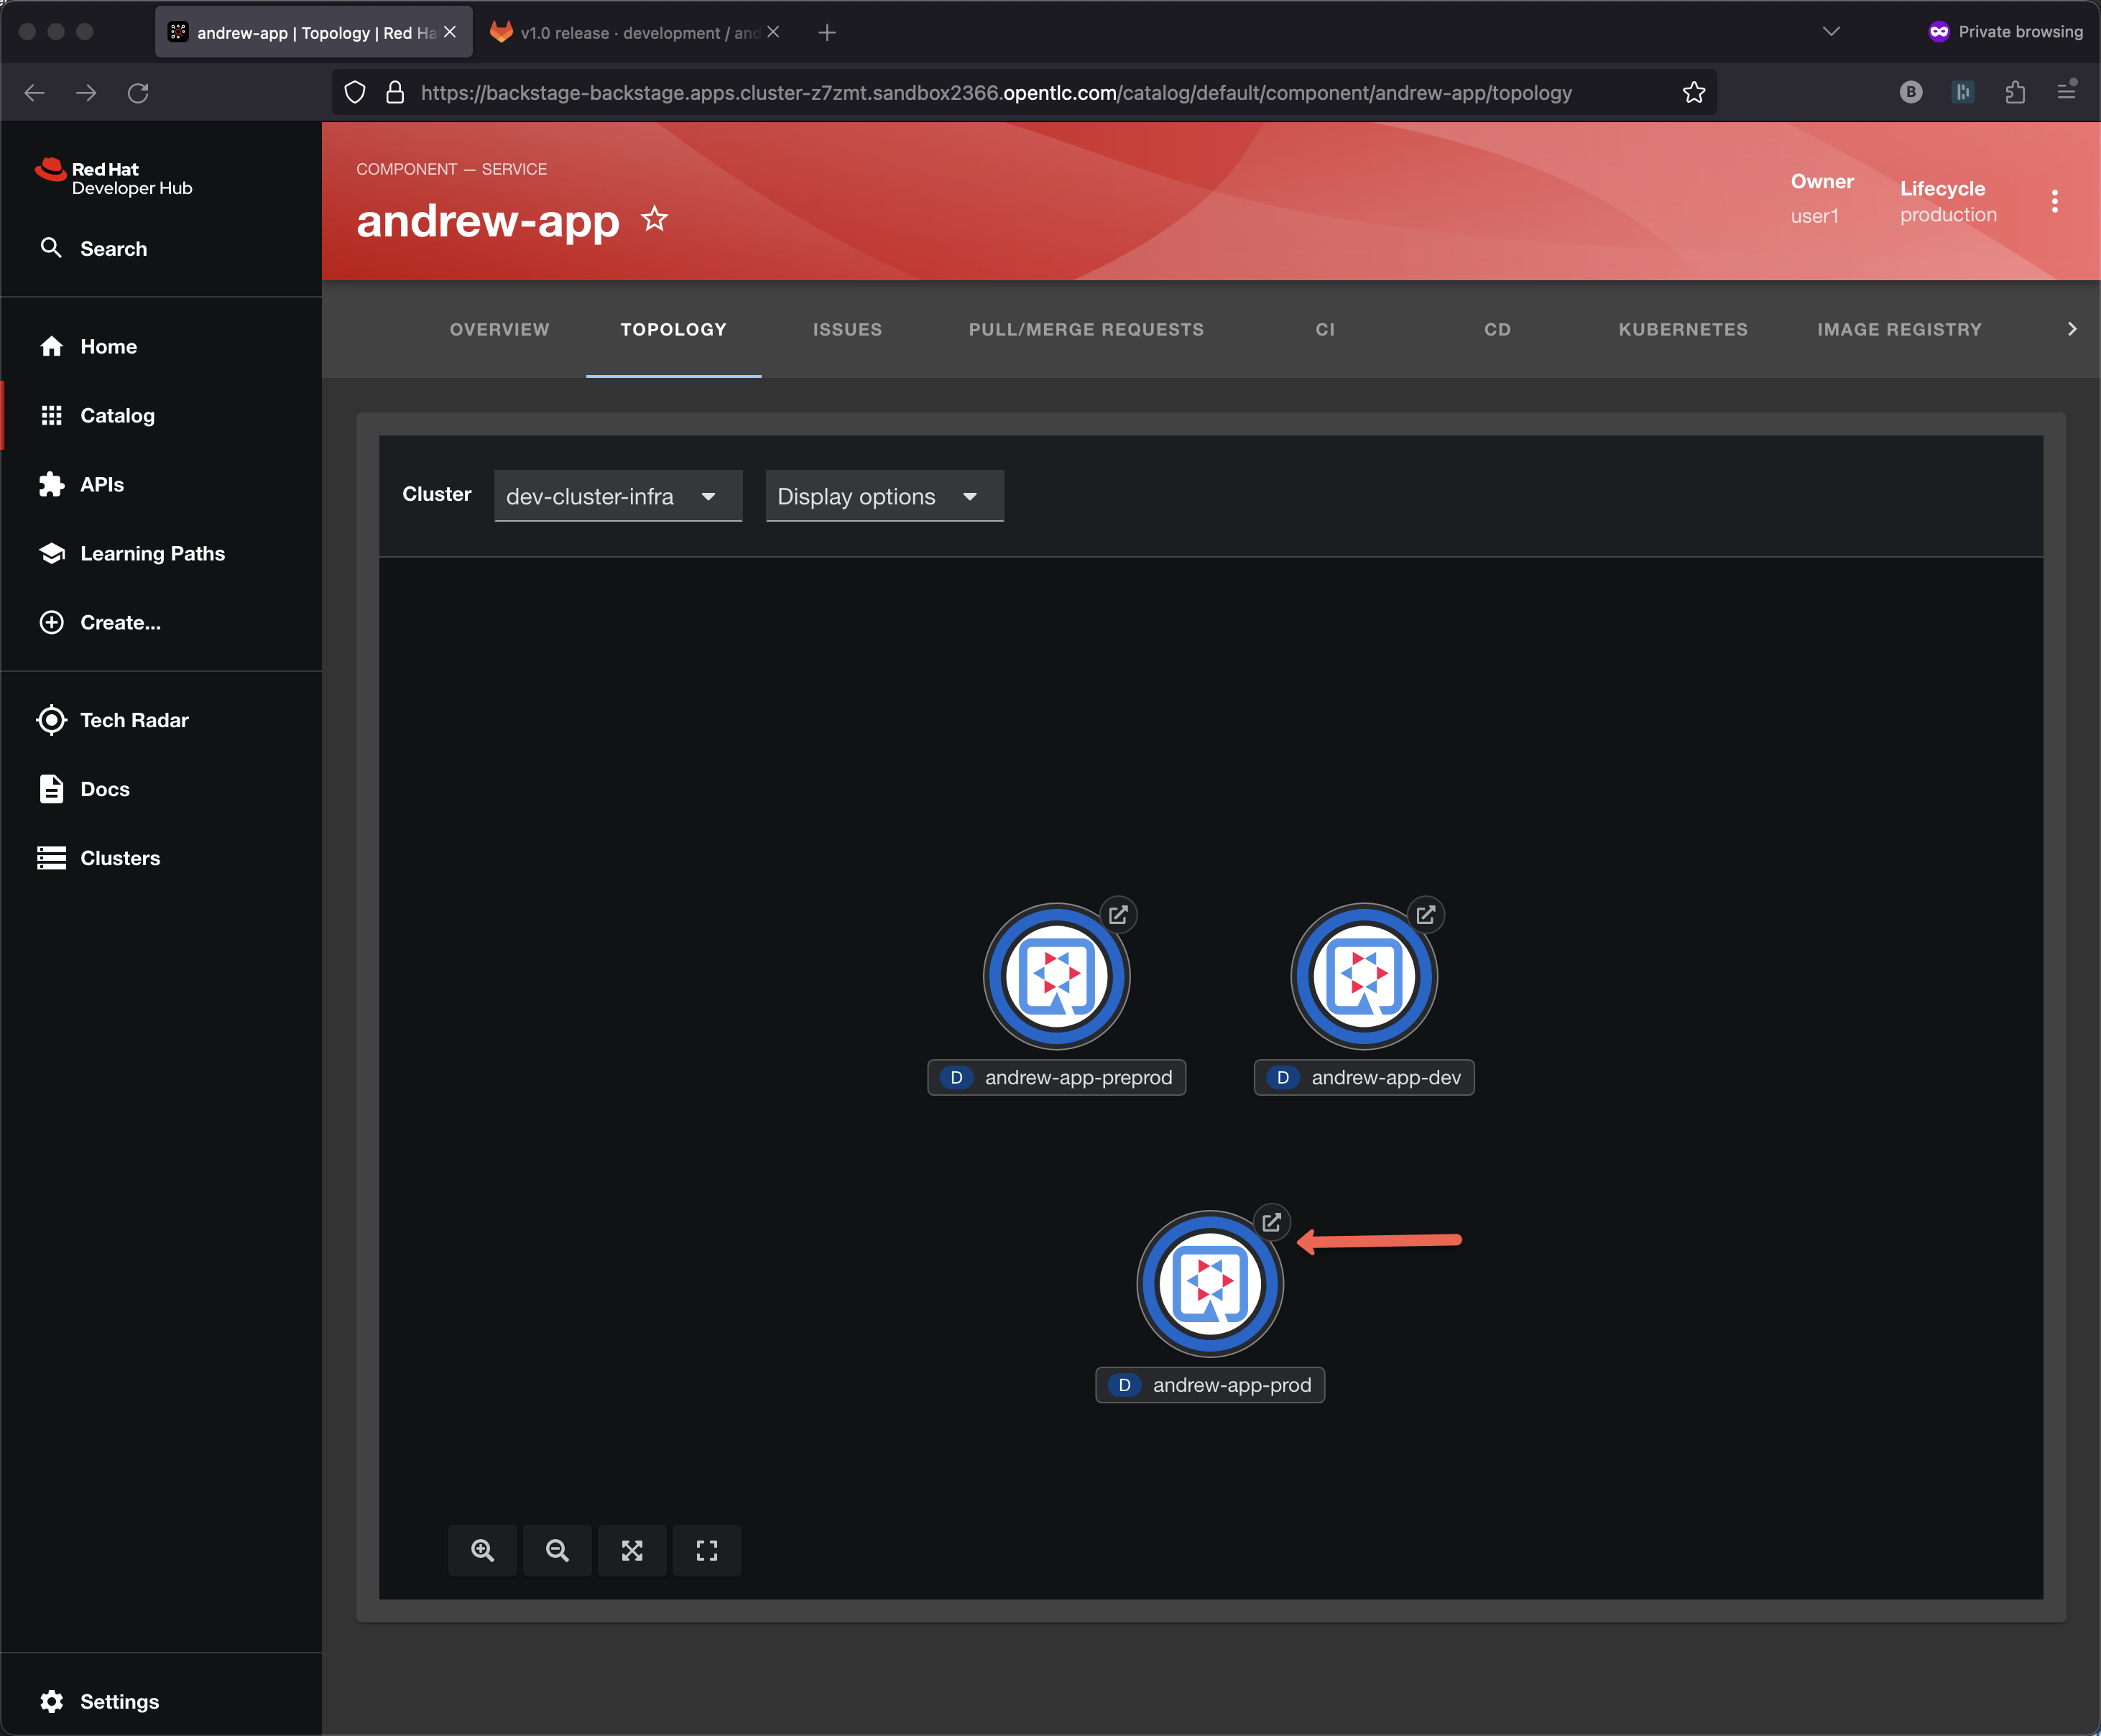 andrew-app | Topology | Red Ha
v1.0 release · development / and
Private browsing
https://backstage-backstage.apps.cluster-z7zmt.sandbox2366.opentlc.com/catalog/default/component/andrew-app/topology
B
Red Hat
Developer Hub
Search
Home
Catalog
APIs
Learning Paths
Create...
Tech Radar
Docs
Clusters
Settings
COMPONENT — SERVICE
andrew-app
Owner
user1
Lifecycle
production
OVERVIEW
TOPOLOGY
ISSUES
PULL/MERGE REQUESTS
CI
CD
KUBERNETES
IMAGE REGISTRY
Cluster
dev-cluster-infra
Display options
D andrew-app-preprod
D andrew-app-dev
D andrew-app-prod